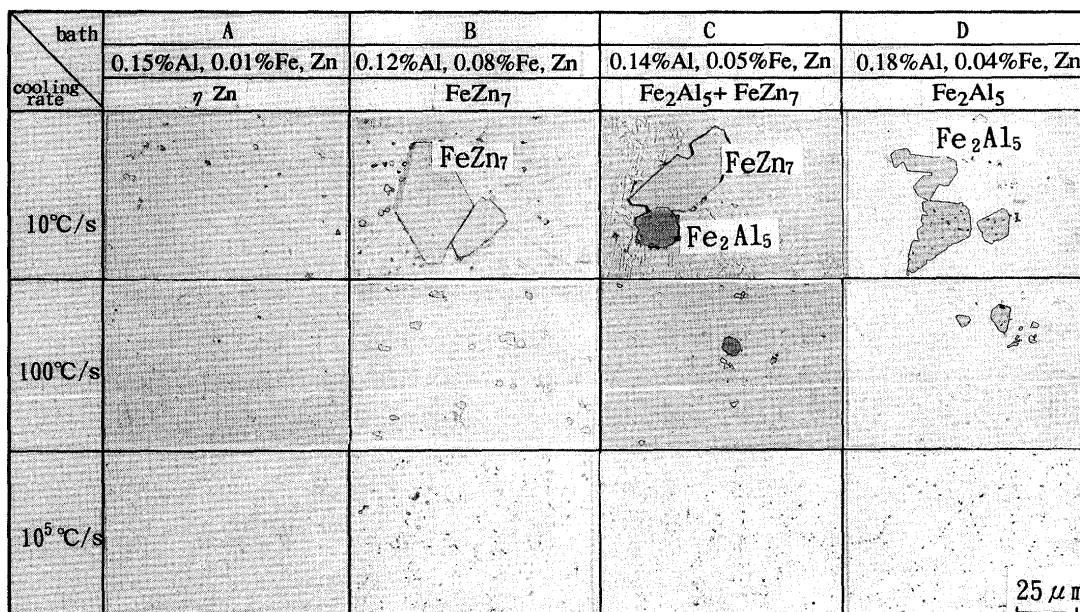 bath
A
B
C
D
0.15%Al, 0.01%Fe, Zn
0.12%Al, 0.08%Fe, Zn
0.14%Al, 0.05%Fe, Zn
0.18%Al, 0.04%Fe, Zn
cooling
rate
η Zn
FeZn₇
Fe₂Al₅+ FeZn₇
Fe₂Al₅
10℃/s
FeZn₇
FeZn₇
Fe₂Al₅
Fe₂Al₅
100℃/s
10⁵ ℃/s
25 μm